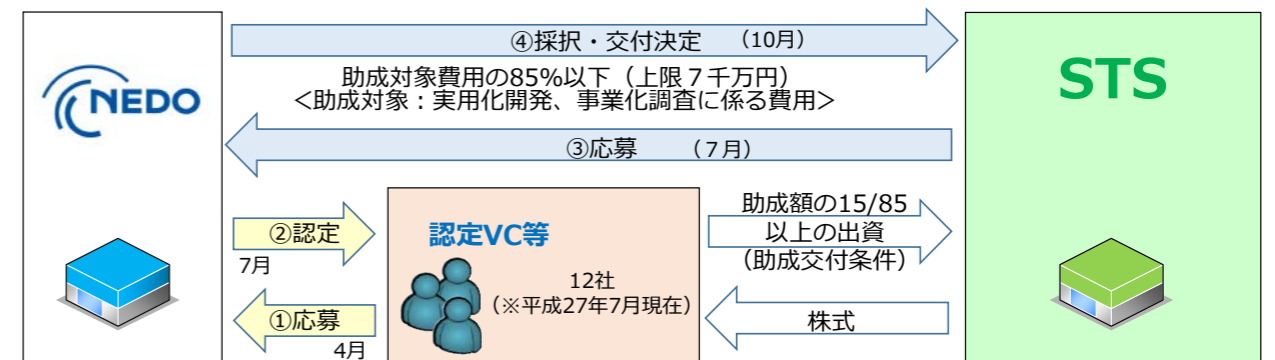 ④採択・交付決定 （10月）
助成対象費用の85%以下（上限７千万円）
＜助成対象：実用化開発、事業化調査に係る費用＞
NEDO
STS
③応募 （７月）
②認定
7月
認定VC等
12社
（※平成27年7月現在）
助成額の15/85
以上の出資
（助成交付条件）
①応募
4月
株式